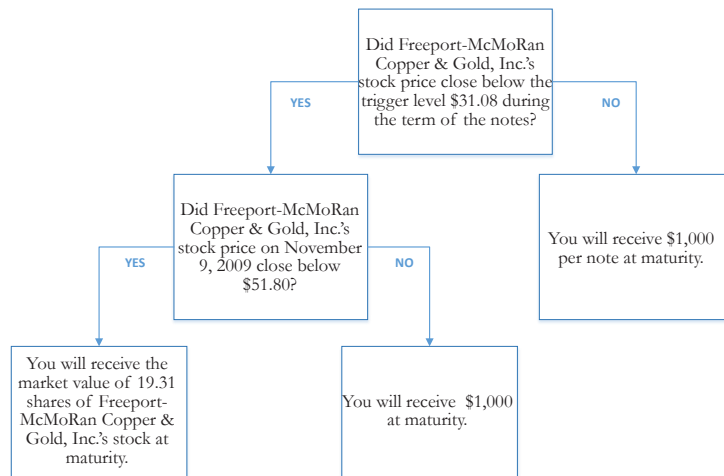 Did Freeport-McMoRan
Copper & Gold, Inc.'s
stock price close below the
trigger level $31.08 during
the term of the notes?
YES
NO
Did Freeport-McMoRan
Copper & Gold, Inc.'s
stock price on November
9, 2009 close below
$51.80?
You will receive $1,000
per note at maturity.
YES
NO
You will receive the
market value of 19.31
shares of Freeport-
McMoRan Copper &
Gold, Inc.'s stock at
maturity.
You will receive $1,000
at maturity.